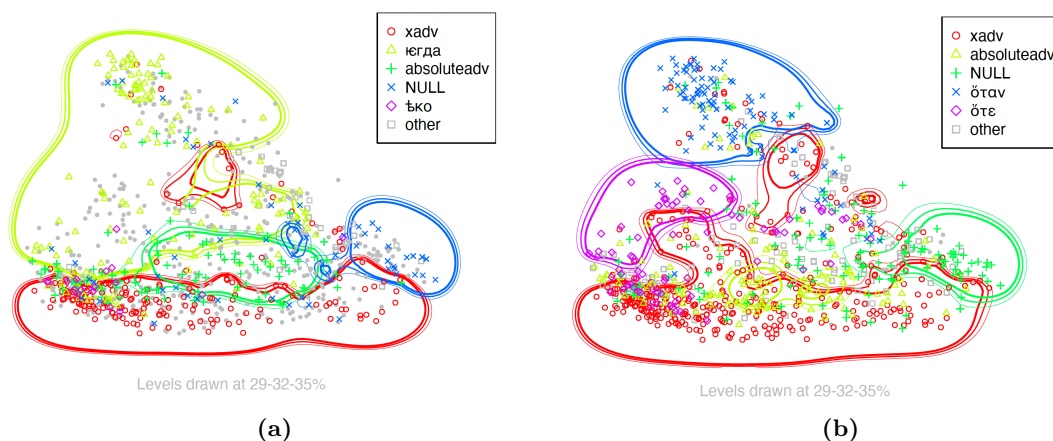 xadv
ѥгда
absoluteadv
NULL
ѣко
other
Levels drawn at 29-32-35%
(a)
xadv
absoluteadv
NULL
ὅταν
ὅτε
other
Levels drawn at 29-32-35%
(b)